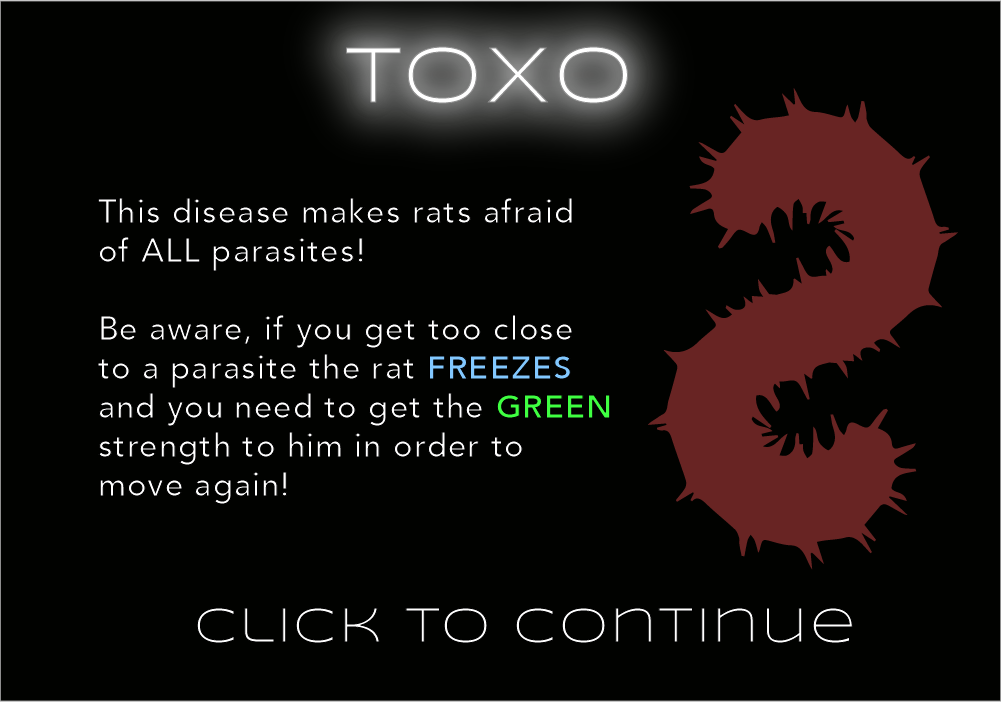 TOXO
This disease makes rats afraid
of ALL parasites!
Be aware, if you get too close
to a parasite the rat FREEZES
and you need to get the GREEN
strength to him in order to
move again!
CLICK TO CONTINUE